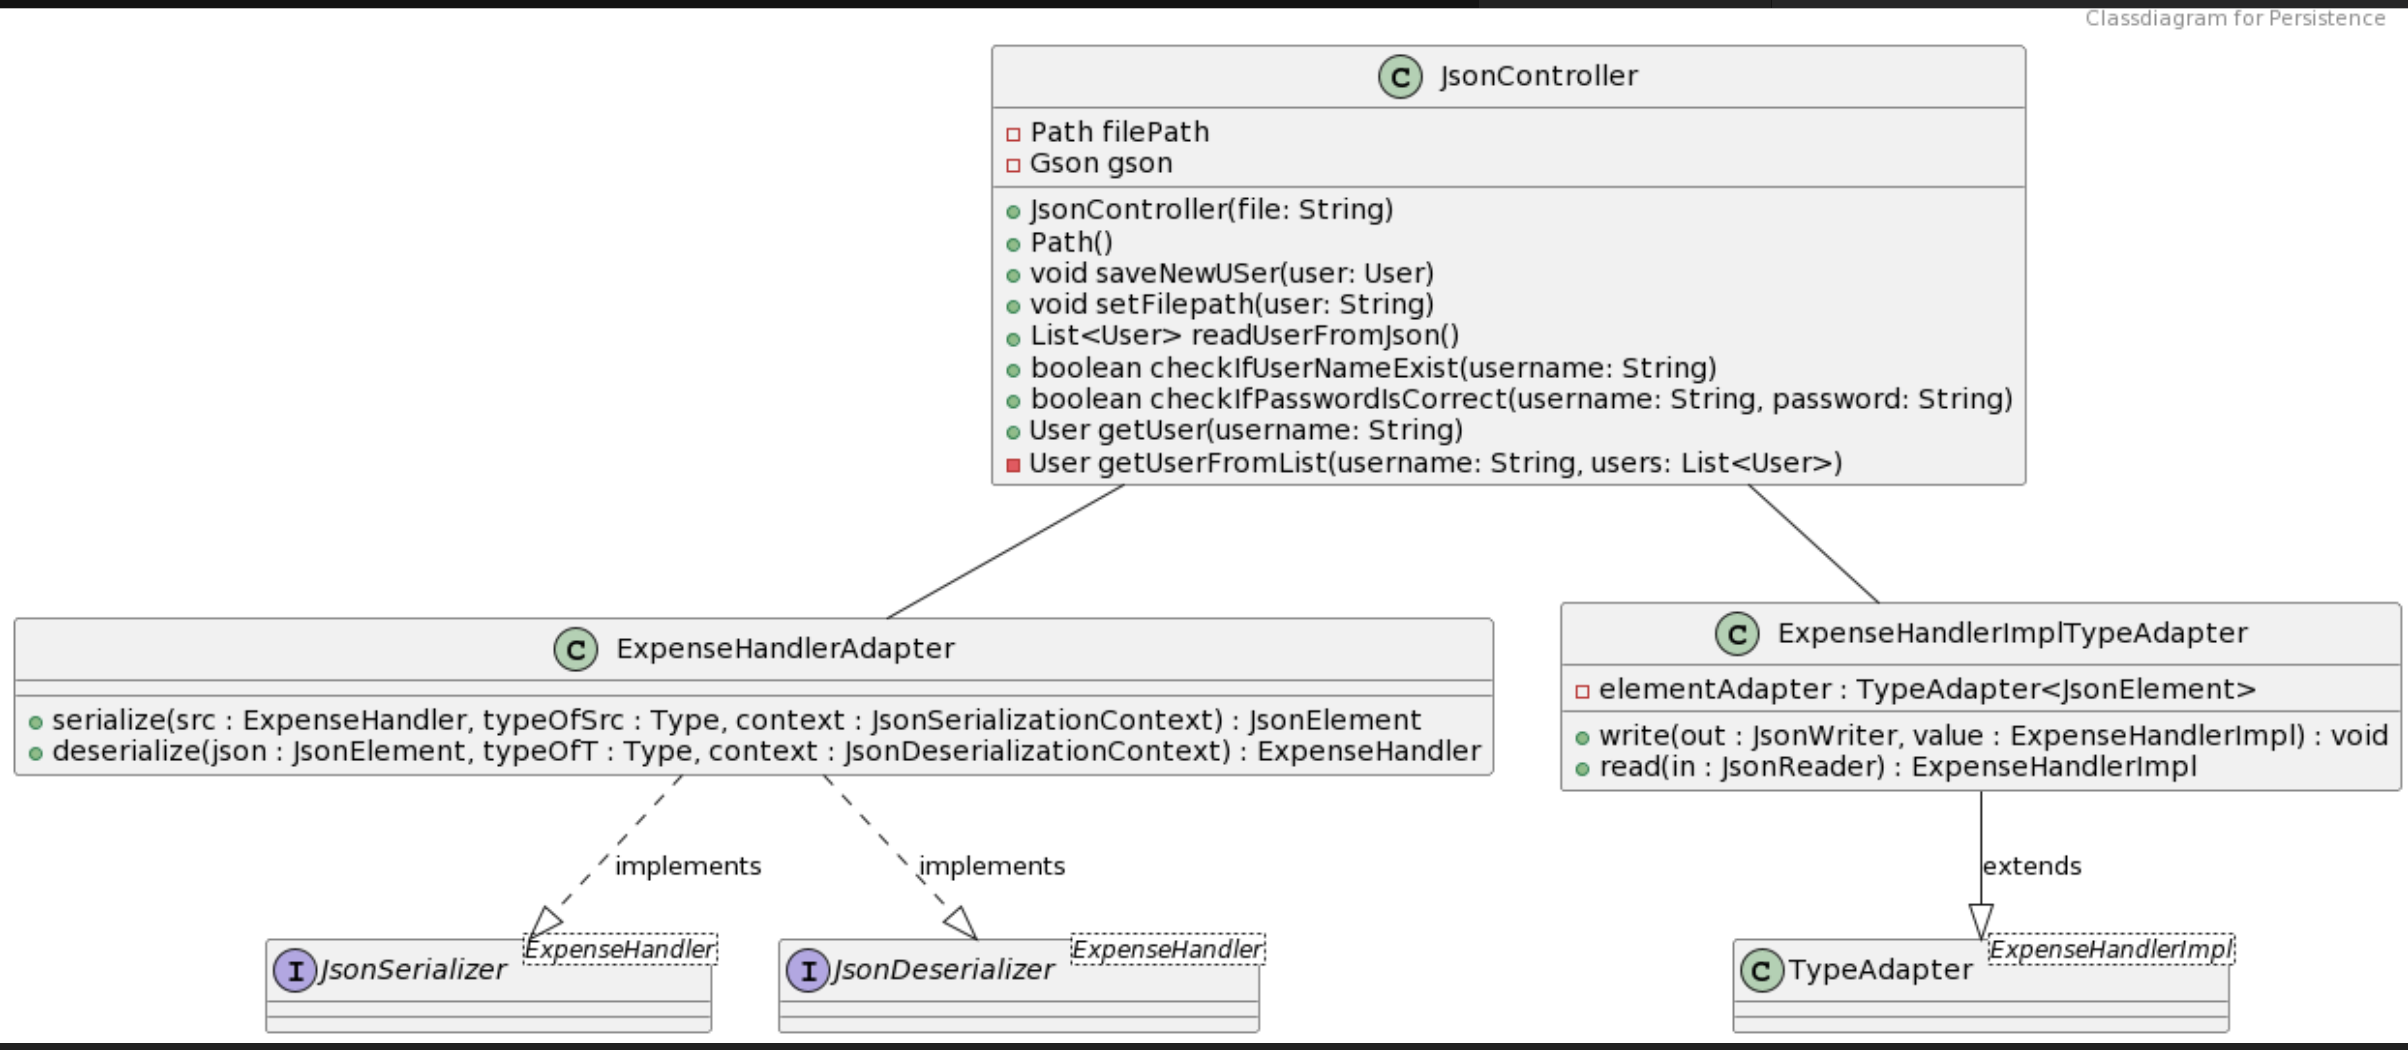 Classdiagram for Persistence
C JsonController
Path filePath
Gson gson
JsonController(file: String)
Path()
void saveNewUSer(user: User)
void setFilepath(user: String)
List<User> readUserFromJson()
boolean checkIfUserNameExist(username: String)
boolean checkIfPasswordIsCorrect(username: String, password: String)
User getUser(username: String)
User getUserFromList(username: String, users: List<User>)
C ExpenseHandlerAdapter
serialize(src : ExpenseHandler, typeOfSrc : Type, context : JsonSerializationContext) : JsonElement
deserialize(json : JsonElement, typeOfT : Type, context : JsonDeserializationContext) : ExpenseHandler
C ExpenseHandlerImplTypeAdapter
elementAdapter : TypeAdapter<JsonElement>
write(out : JsonWriter, value : ExpenseHandlerImpl) : void
read(in : JsonReader) : ExpenseHandlerImpl
implements
implements
extends
I JsonSerializer
ExpenseHandler
I JsonDeserializer
ExpenseHandler
C TypeAdapter
ExpenseHandlerImpl